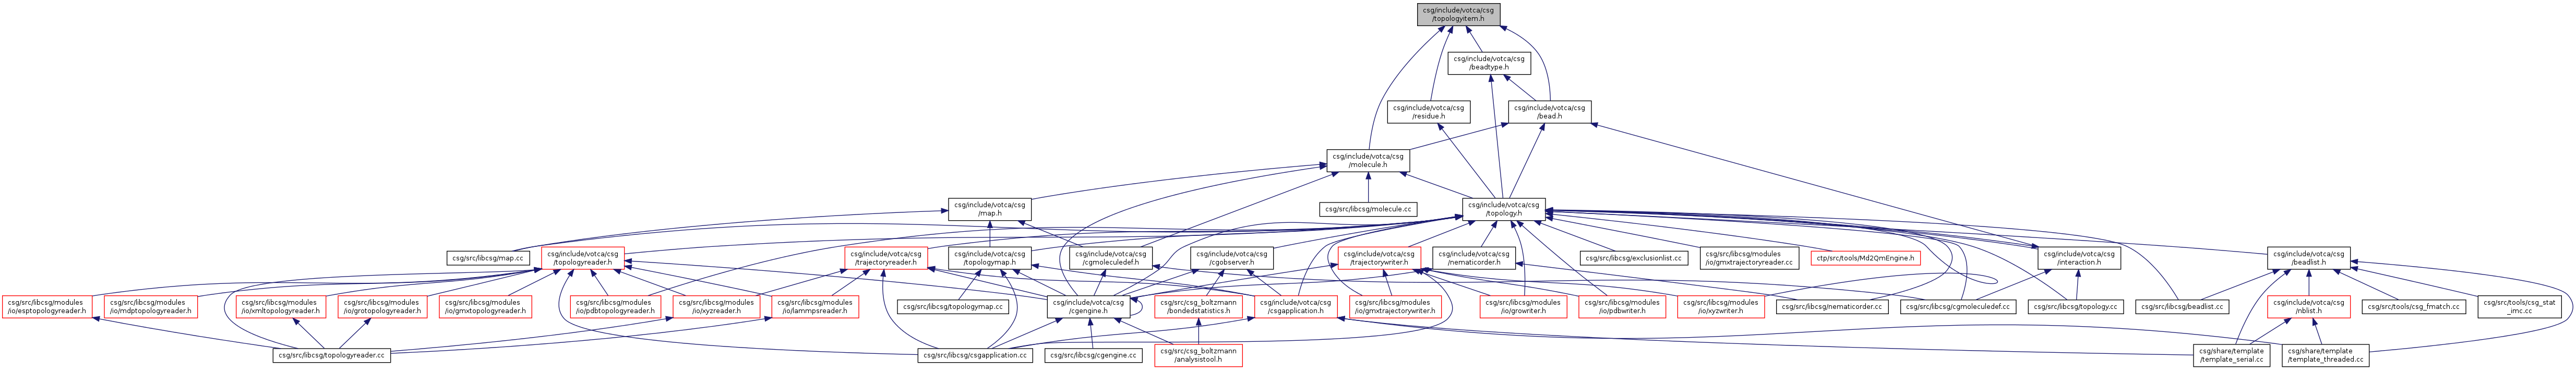 csg/include/votca/csg
/topologyitem.h
csg/include/votca/csg
/beadtype.h
csg/include/votca/csg
/residue.h
csg/include/votca/csg
/bead.h
csg/include/votca/csg
/molecule.h
csg/include/votca/csg
/map.h
csg/src/libcsg/molecule.cc
csg/include/votca/csg
/topology.h
csg/src/libcsg/map.cc
csg/include/votca/csg
/topologyreader.h
csg/include/votca/csg
/trajectoryreader.h
csg/include/votca/csg
/topologymap.h
csg/include/votca/csg
/cgmoleculedef.h
csg/include/votca/csg
/cgobserver.h
csg/include/votca/csg
/trajectorywriter.h
csg/include/votca/csg
/nematicorder.h
csg/src/libcsg/exclusionlist.cc
csg/src/libcsg/modules
/io/gmxtrajectoryreader.cc
ctp/src/tools/Md2QmEngine.h
csg/include/votca/csg
/interaction.h
csg/include/votca/csg
/beadlist.h
csg/src/libcsg/modules
/io/esptopologyreader.h
csg/src/libcsg/modules
/io/mdptopologyreader.h
csg/src/libcsg/modules
/io/xmltopologyreader.h
csg/src/libcsg/modules
/io/grotopologyreader.h
csg/src/libcsg/modules
/io/gmxtopologyreader.h
csg/src/libcsg/modules
/io/pdbtopologyreader.h
csg/src/libcsg/modules
/io/xyzreader.h
csg/src/libcsg/modules
/io/lammpsreader.h
csg/src/libcsg/topologymap.cc
csg/include/votca/csg
/cgengine.h
csg/src/csg_boltzmann
/bondedstatistics.h
csg/include/votca/csg
/csgapplication.h
csg/src/libcsg/modules
/io/gmxtrajectorywriter.h
csg/src/libcsg/modules
/io/growriter.h
csg/src/libcsg/modules
/io/pdbwriter.h
csg/src/libcsg/modules
/io/xyzwriter.h
csg/src/libcsg/nematicorder.cc
csg/src/libcsg/cgmoleculedef.cc
csg/src/libcsg/topology.cc
csg/src/libcsg/beadlist.cc
csg/include/votca/csg
/nblist.h
csg/src/tools/csg_fmatch.cc
csg/src/tools/csg_stat
_imc.cc
csg/src/libcsg/topologyreader.cc
csg/src/libcsg/csgapplication.cc
csg/src/libcsg/cgengine.cc
csg/src/csg_boltzmann
/analysistool.h
csg/share/template
/template_serial.cc
csg/share/template
/template_threaded.cc